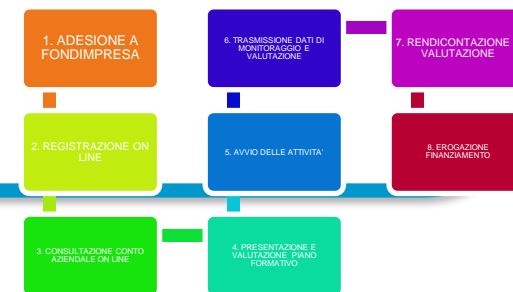 1. ADESIONE A
FONDIMPRESA
2. REGISTRAZIONE ON
LINE
3. CONSULTAZIONE CONTO
AZIENDALE ON LINE
4. PRESENTAZIONE E
VALUTAZIONE PIANO
FORMATIVO
5. AVVIO DELLE ATTIVITA'
6. TRASMISSIONE DATI DI
MONITORAGGIO E
VALUTAZIONE
7. RENDICONTAZIONE
VALUTAZIONE
8. EROGAZIONE
FINANZIAMENTO